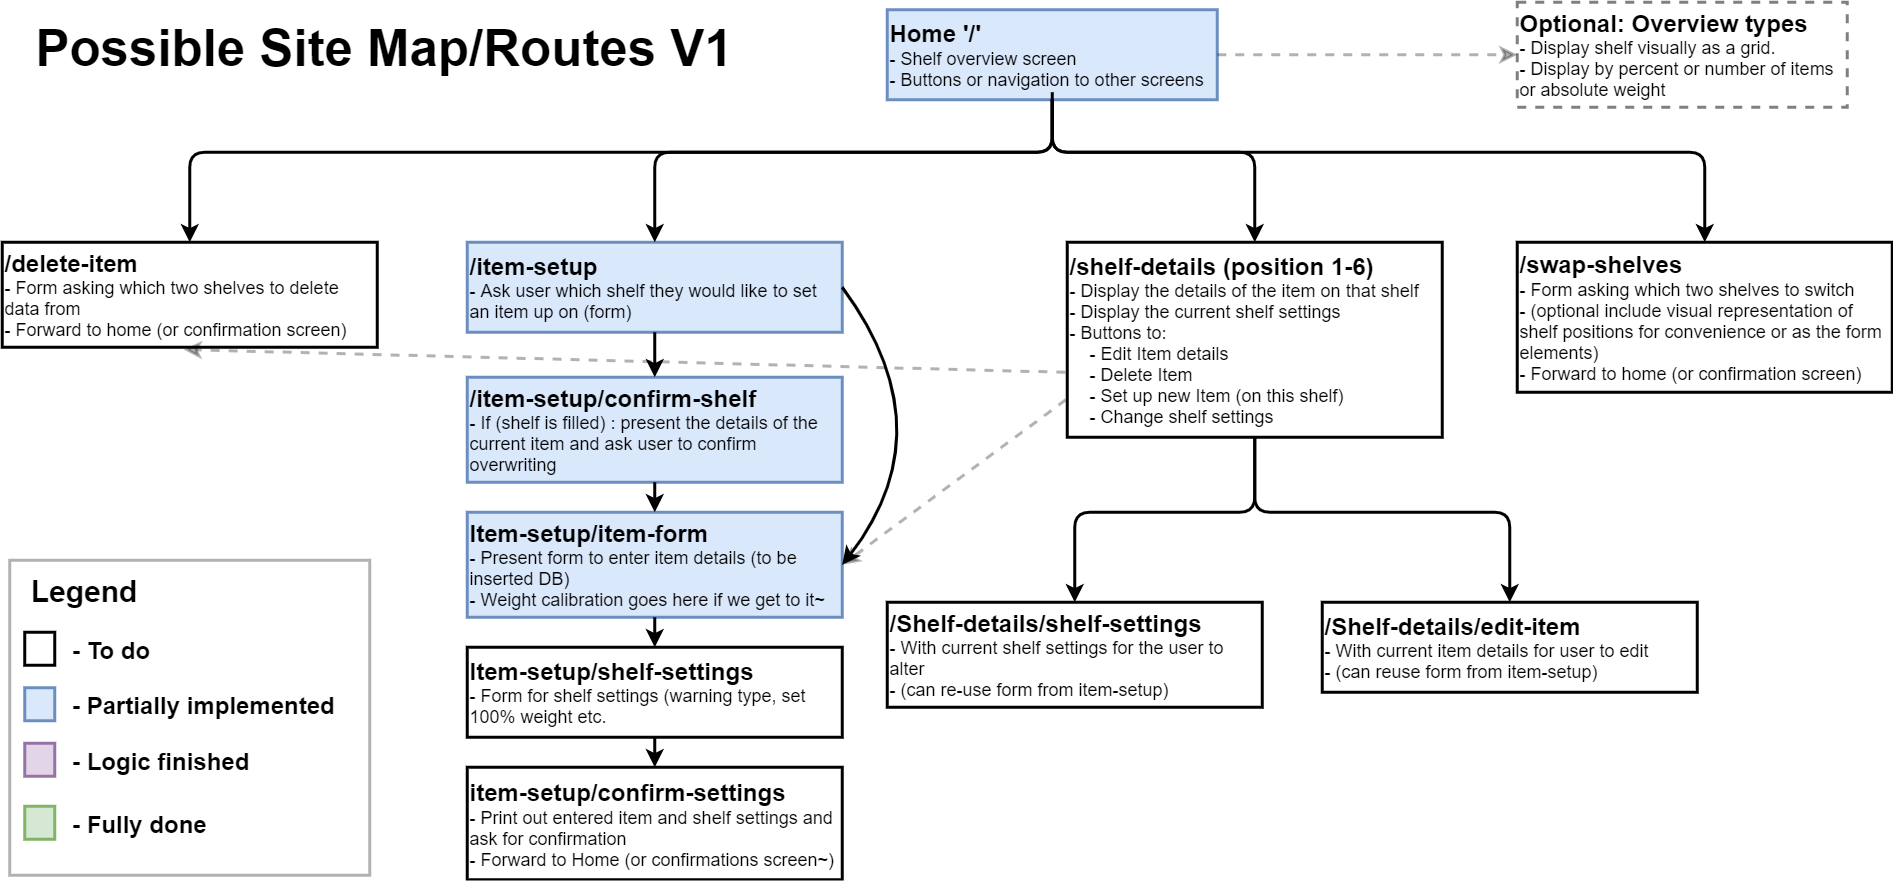 Possible Site Map/Routes V1
Home '/'
- Shelf overview screen
- Buttons or navigation to other screens
Optional: Overview types
- Display shelf visually as a grid.
- Display by percent or number of items
or absolute weight
/delete-item
- Form asking which two shelves to delete
data from
- Forward to home (or confirmation screen)
/item-setup
- Ask user which shelf they would like to set
an item up on (form)
/shelf-details (position 1-6)
- Display the details of the item on that shelf
- Display the current shelf settings
- Buttons to:
- Edit Item details
- Delete Item
- Set up new Item (on this shelf)
- Change shelf settings
/swap-shelves
- Form asking which two shelves to switch
- (optional include visual representation of
shelf positions for convenience or as the form
elements)
- Forward to home (or confirmation screen)
/item-setup/confirm-shelf
- If (shelf is filled) : present the details of the
current item and ask user to confirm
overwriting
Item-setup/item-form
- Present form to enter item details (to be
inserted DB)
- Weight calibration goes here if we get to it~
Item-setup/shelf-settings
- Form for shelf settings (warning type, set
100% weight etc.
item-setup/confirm-settings
- Print out entered item and shelf settings and
ask for confirmation
- Forward to Home (or confirmations screen~)
/Shelf-details/shelf-settings
- With current shelf settings for the user to
alter
- (can re-use form from item-setup)
/Shelf-details/edit-item
- With current item details for user to edit
- (can reuse form from item-setup)
Legend
- To do
- Partially implemented
- Logic finished
- Fully done